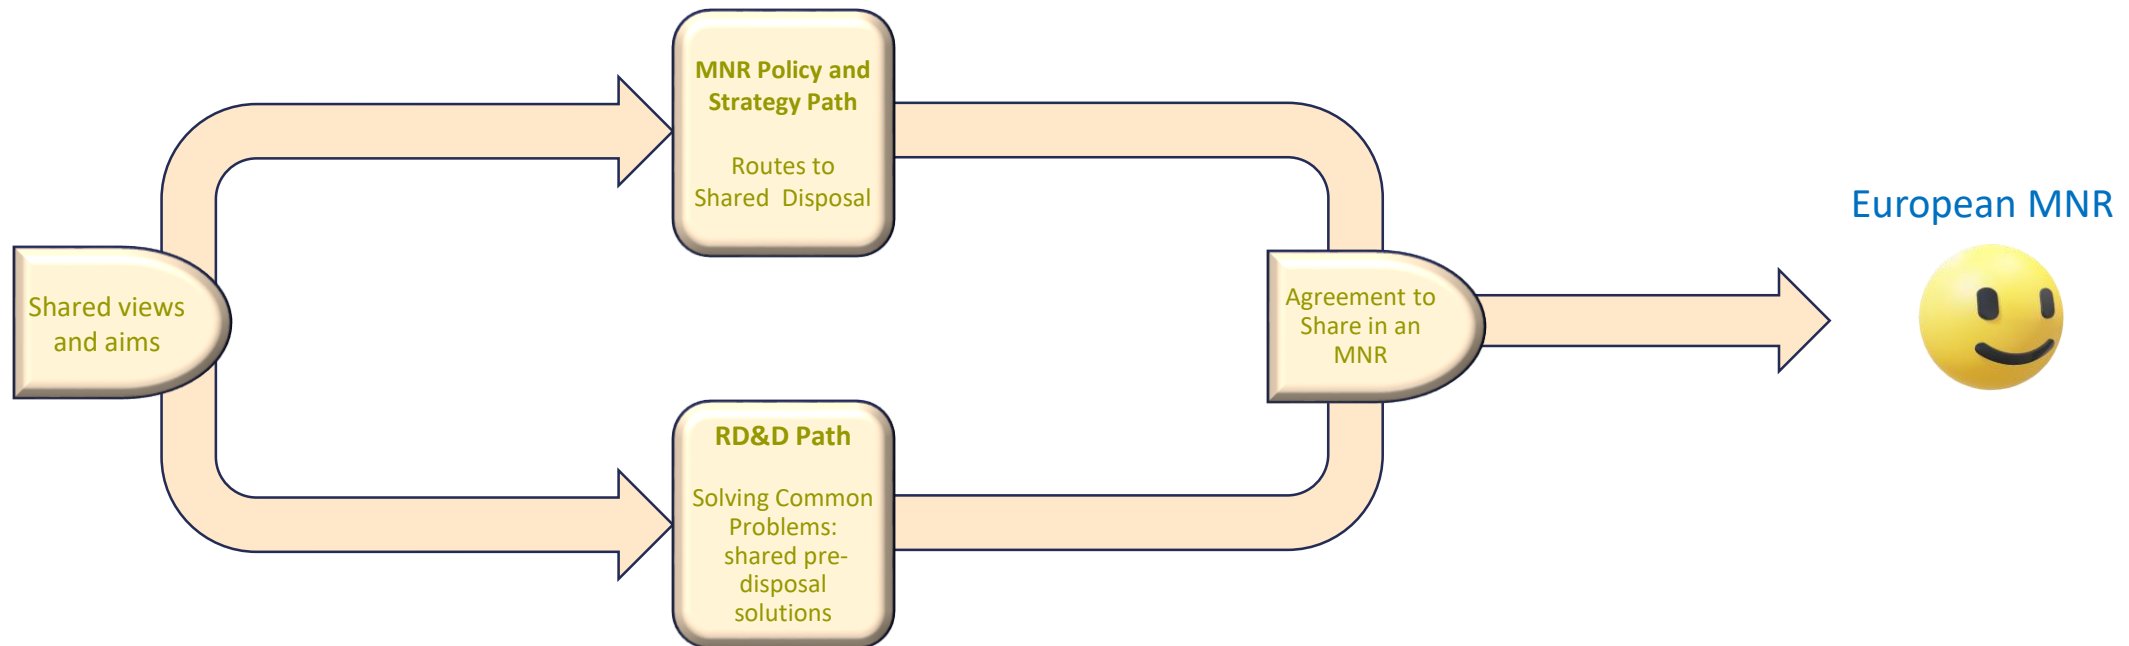 Shared views
and aims
MNR Policy and
Strategy Path
Routes to
Shared Disposal
RD&D Path
Solving Common
Problems:
shared pre-
disposal
solutions
Agreement to
Share in an
MNR
European MNR